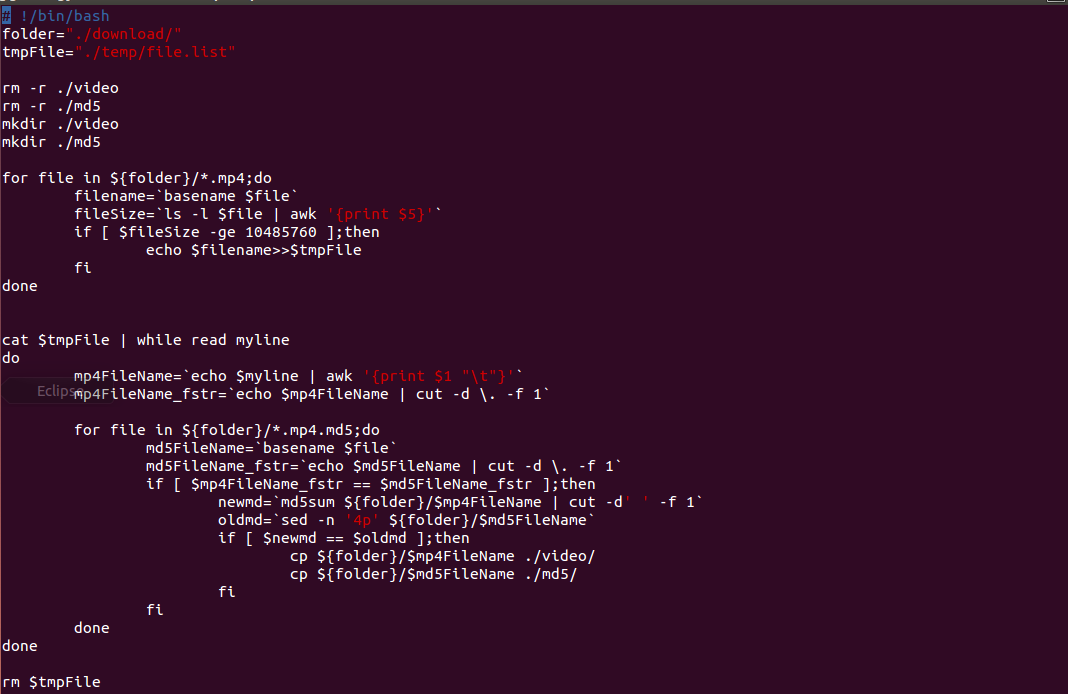 # !/bin/bash
folder="./download/"
tmpFile="./temp/file.list"
rm -r ./video
rm -r ./md5
mkdir ./video
mkdir ./md5
for file in ${folder}/*.mp4;do
filename=`basename $file`
fileSize=`ls -l $file | awk '{print $5}'`
if [ $fileSize -ge 10485760 ];then
echo $filename>>$tmpFile
fi
done
cat $tmpFile | while read myline
do
mp4FileName=`echo $myline | awk '{print $1 "\t"}'`
Eclipse
mp4FileName_fstr=`echo $mp4FileName | cut -d \. -f 1`
for file in ${folder}/*.mp4.md5;do
md5FileName=`basename $file`
md5FileName_fstr=`echo $md5FileName | cut -d \. -f 1`
if [ $mp4FileName_fstr == $md5FileName_fstr ];then
newmd=`md5sum ${folder}/$mp4FileName | cut -d' ' -f 1`
oldmd=`sed -n '4p' ${folder}/$md5FileName`
if [ $newmd == $oldmd ];then
cp ${folder}/$mp4FileName ./video/
cp ${folder}/$md5FileName ./md5/
fi
fi
done
done
rm $tmpFile